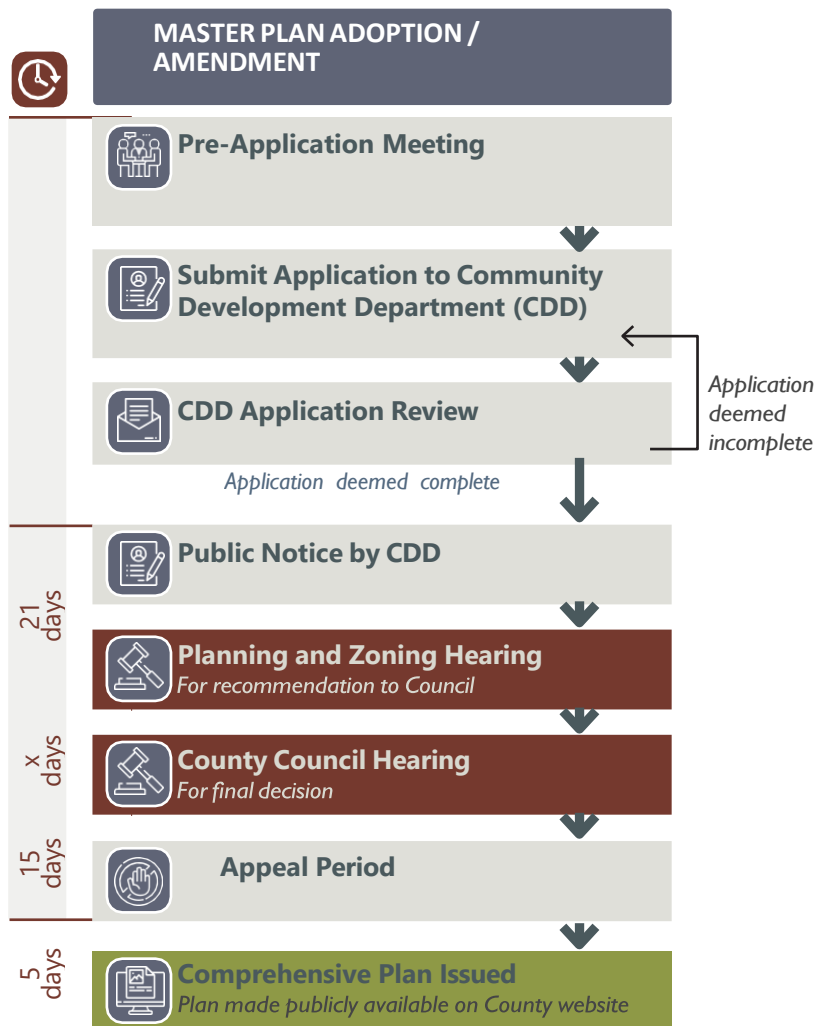 MASTER PLAN ADOPTION /
AMENDMENT
Pre-Application Meeting
Submit Application to Community
Development Department (CDD)
Application
deemed
incomplete
CDD Application Review
Application deemed complete
Public Notice by CDD
21
days
Planning and Zoning Hearing
For recommendation to Council
x
days
County Council Hearing
For final decision
15
days
Appeal Period
5
days
Comprehensive Plan Issued
Plan made publicly available on County website